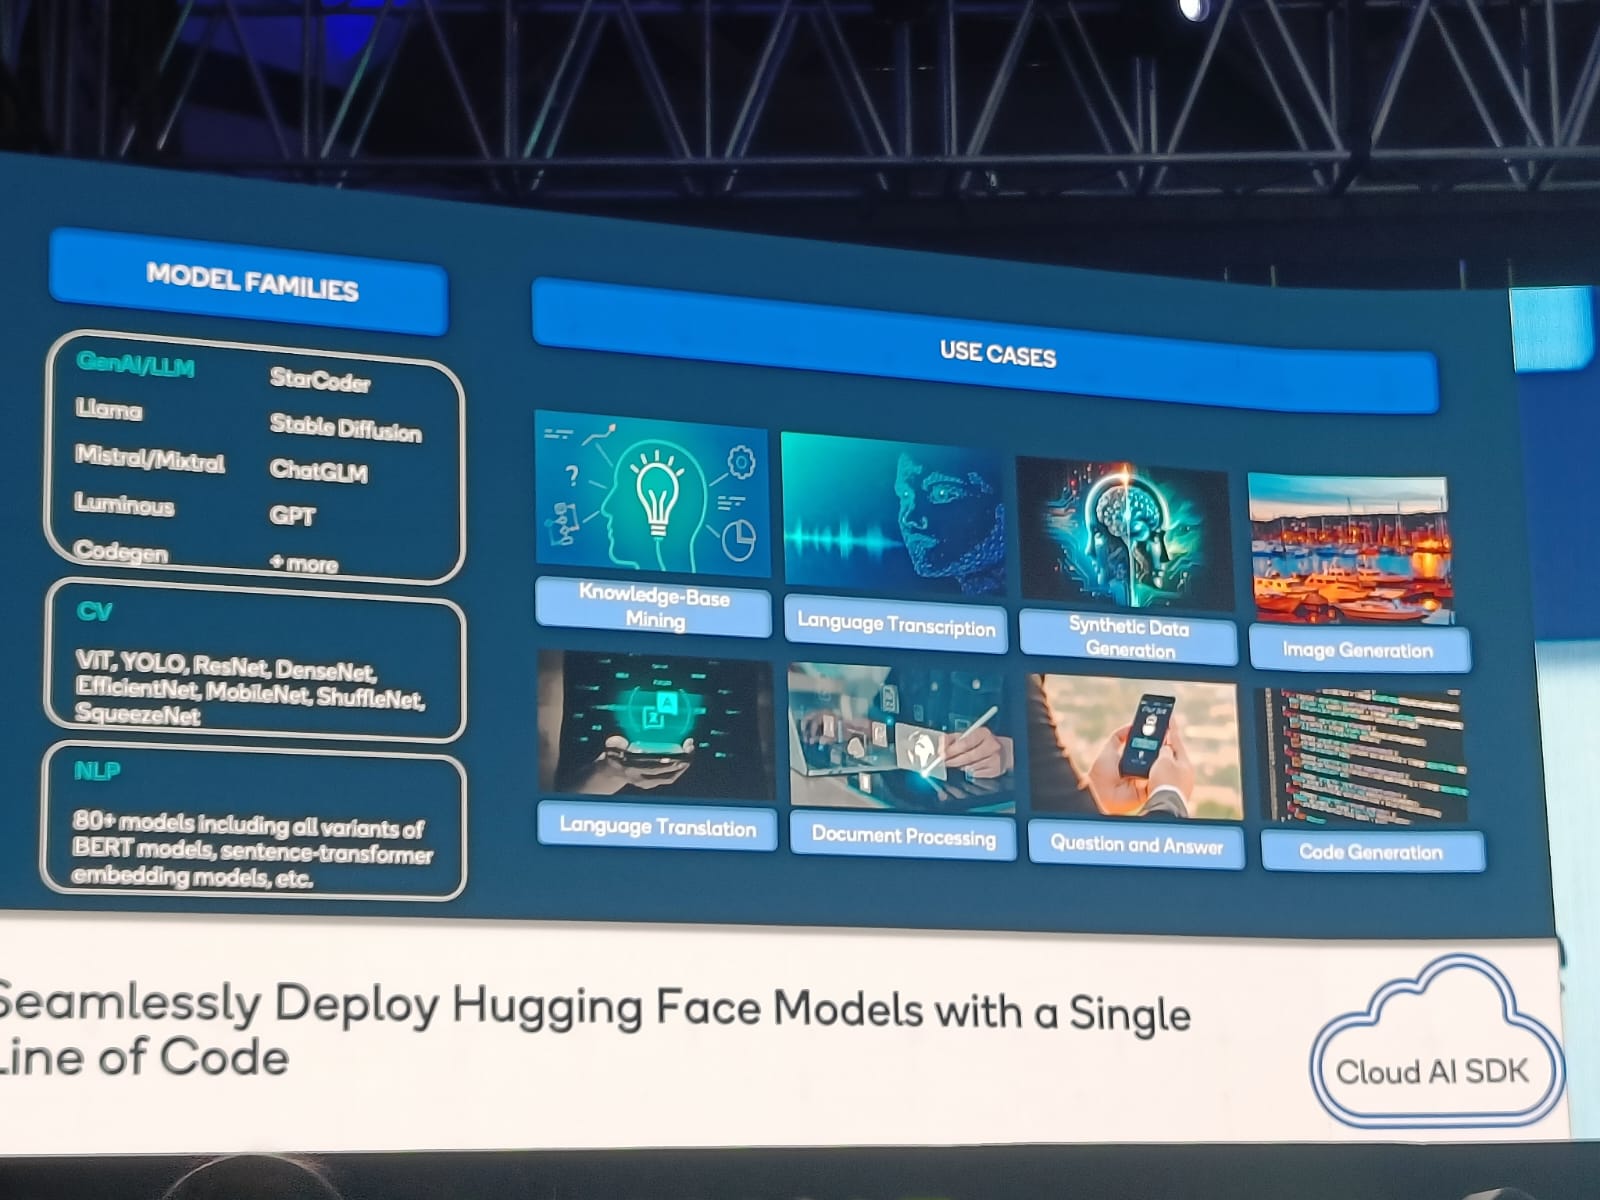 MODEL FAMILIES
GenAI/LLM
Llama
Mistral/Mixtral
Luminous
Codegen
StarCoder
Stable Diffusion
ChatGLM
GPT
+ more
CV
ViT, YOLO, ResNet, DenseNet,
EfficientNet, MobileNet, ShuffleNet,
SqueezeNet
NLP
80+ models including all variants of
BERT models, sentence-transformer
embedding models, etc.
USE CASES
Knowledge-Base
Mining
Language Transcription
Synthetic Data
Generation
Image Generation
Language Translation
Document Processing
Question and Answer
Code Generation
Seamlessly Deploy Hugging Face Models with a Single
Line of Code
Cloud AI SDK